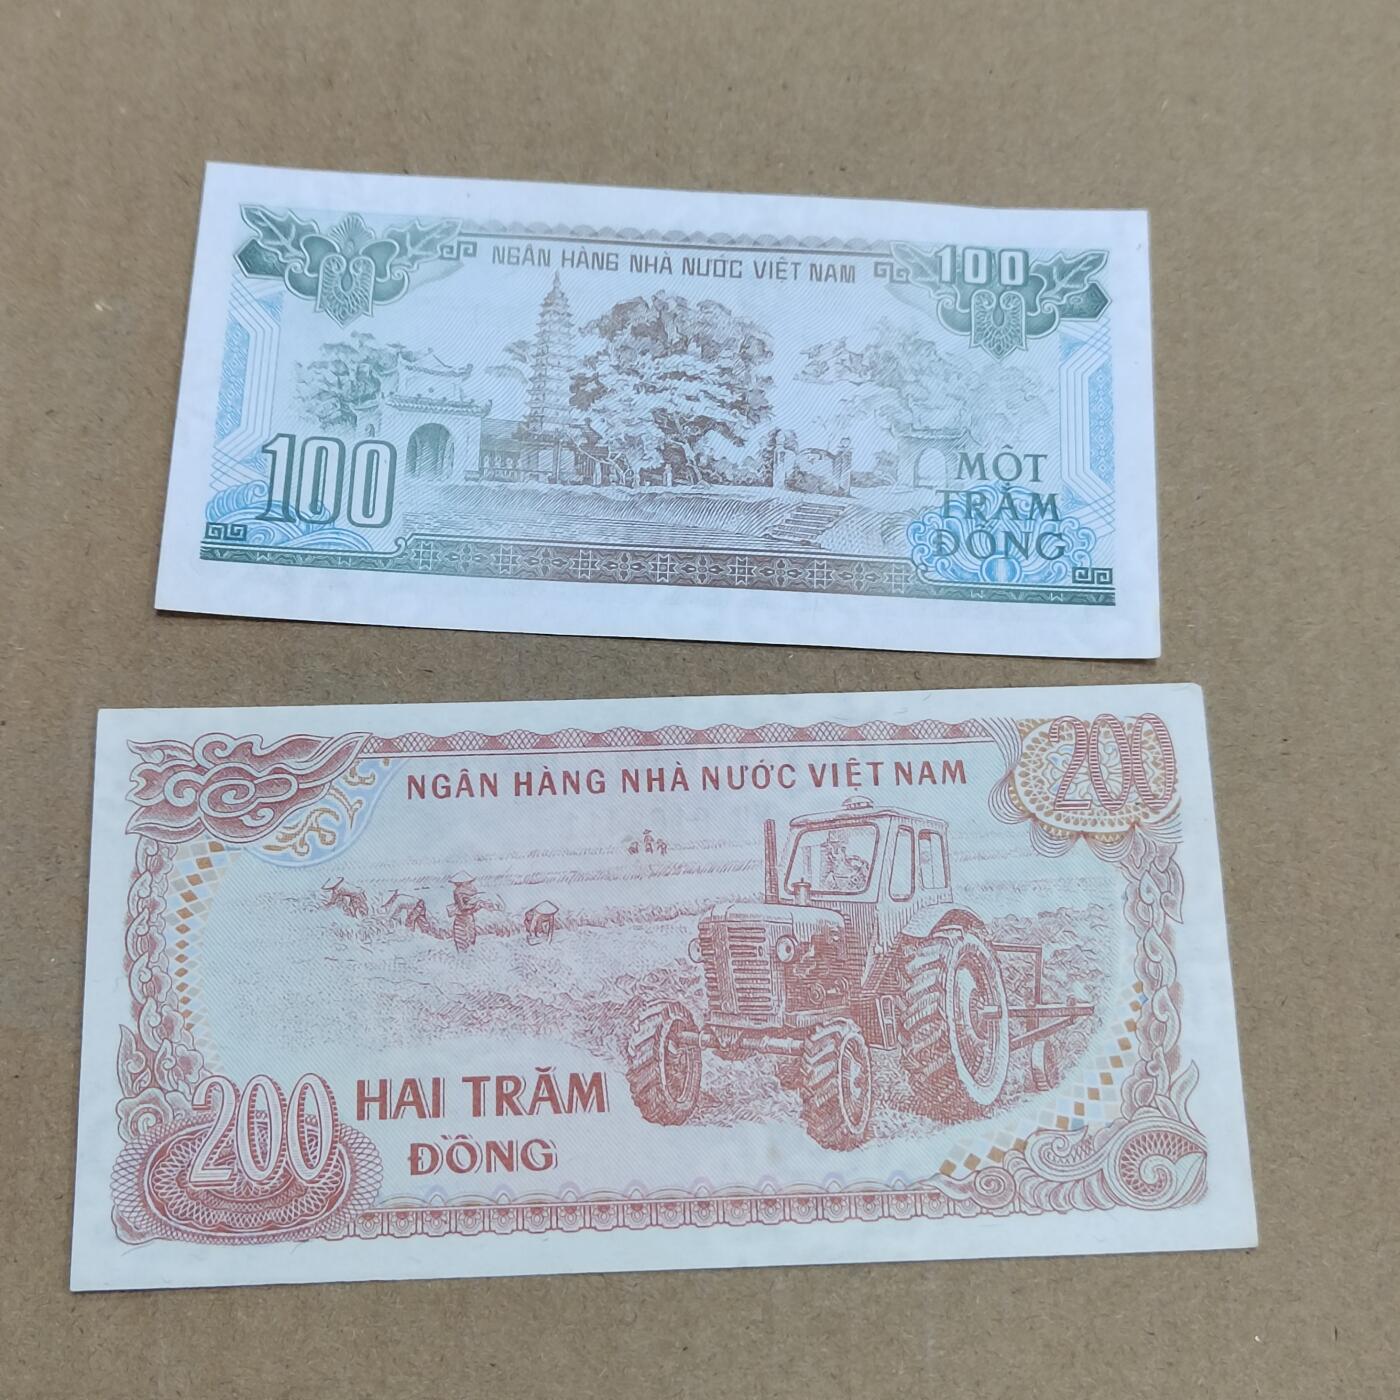 NGÂN HÀNG NHÀ NƯỚC VIỆT NAM
100
100
MỘT
TRĂM
ĐỒNG
NGÂN HÀNG NHÀ NƯỚC VIỆT NAM
200
200
HAI TRĂM
ĐỒNG